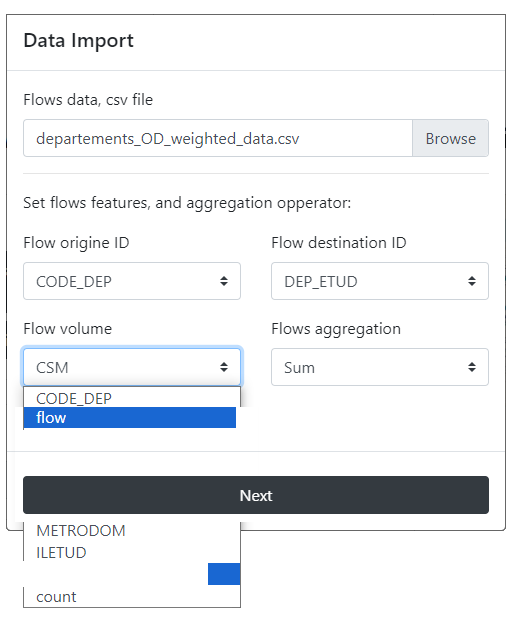 Data Import
Flows data, csv file
departements_OD_weighted_data.csv Browse
Set flows features, and aggregation opperator:
Flow origine ID Flow destination ID
CODE_DEP DEP_ETUD
Flow volume Flows aggregation
CSM Sum
CODE_DEP
flow
Next
METRODOM
ILETUD
count